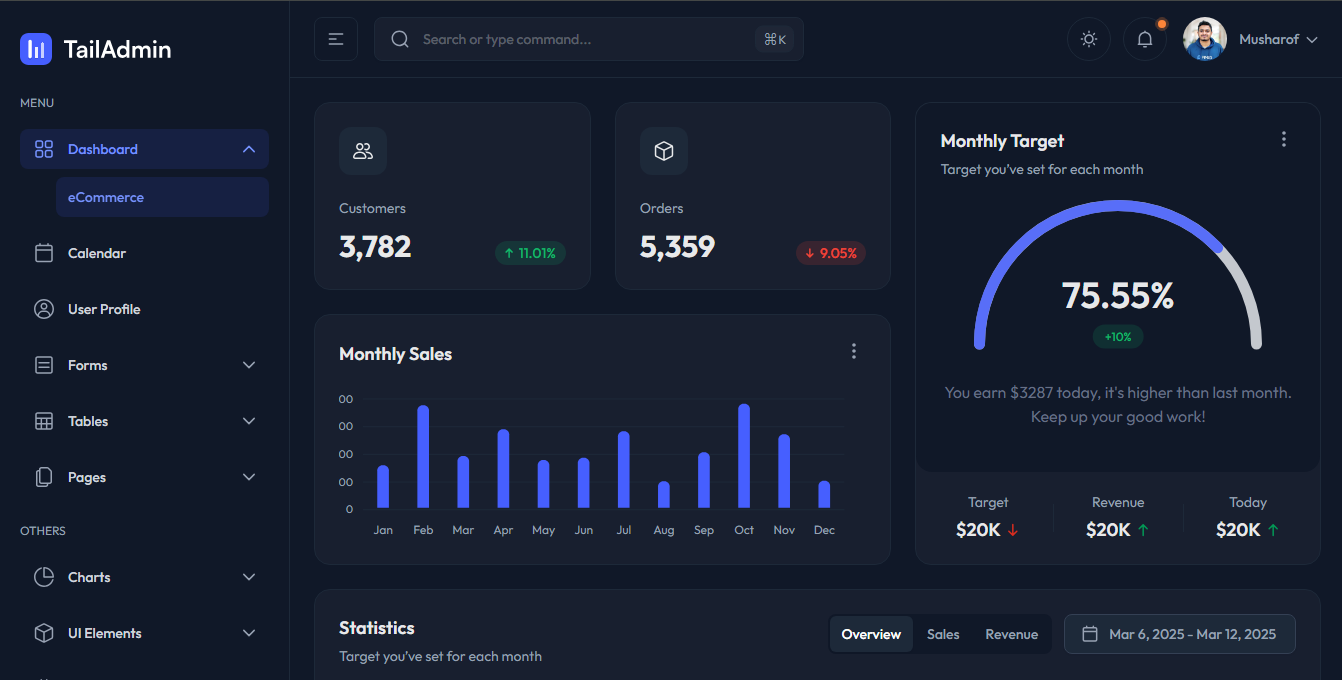 TailAdmin
MENU
Dashboard
eCommerce
Calendar
User Profile
Forms
Tables
Pages
OTHERS
Charts
UI Elements
Search or type command...
⌘K
Musharof
Customers
3,782
↑ 11.01%
Orders
5,359
↓ 9.05%
Monthly Sales
00
00
00
00
0
Jan Feb Mar Apr May Jun Jul Aug Sep Oct Nov Dec
Monthly Target
Target you've set for each month
75.55%
+10%
You earn $3287 today, it's higher than last month.
Keep up your good work!
Target
$20K ↓
Revenue
$20K ↑
Today
$20K ↑
Statistics
Target you've set for each month
Overview Sales Revenue
Mar 6, 2025 - Mar 12, 2025